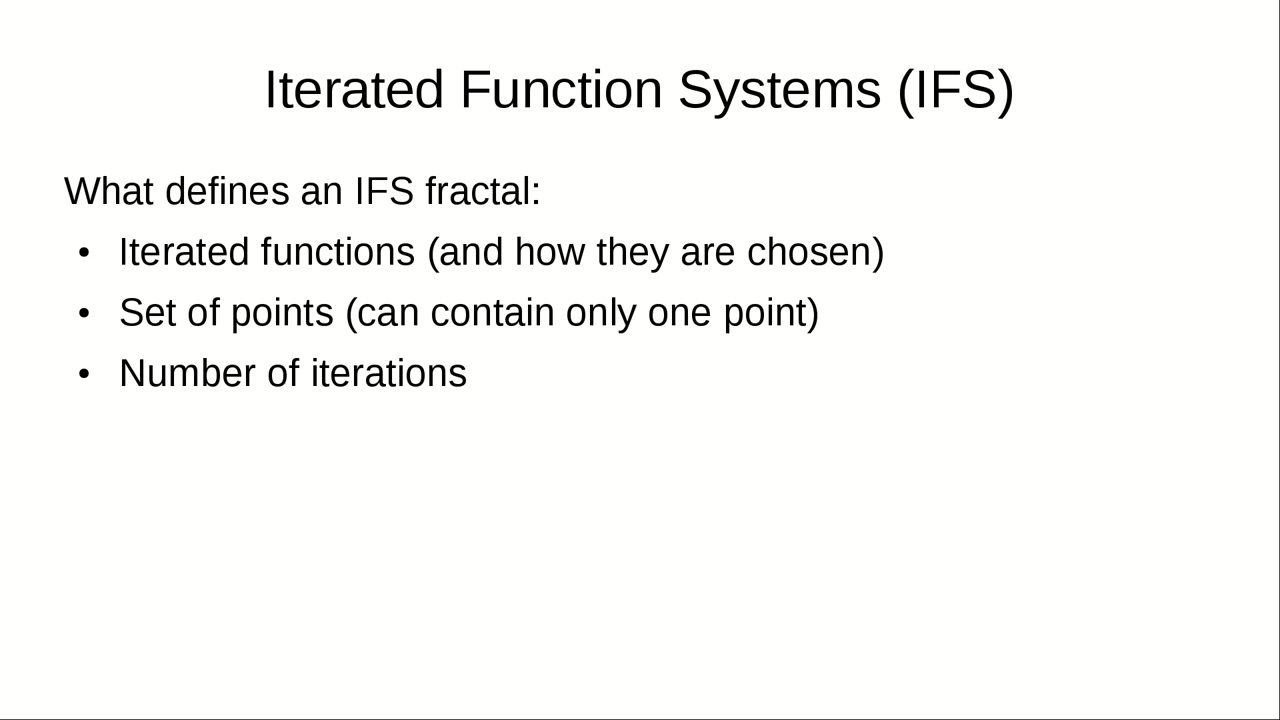 Iterated Function Systems (IFS)
What defines an IFS fractal:
• Iterated functions (and how they are chosen)
• Set of points (can contain only one point)
• Number of iterations